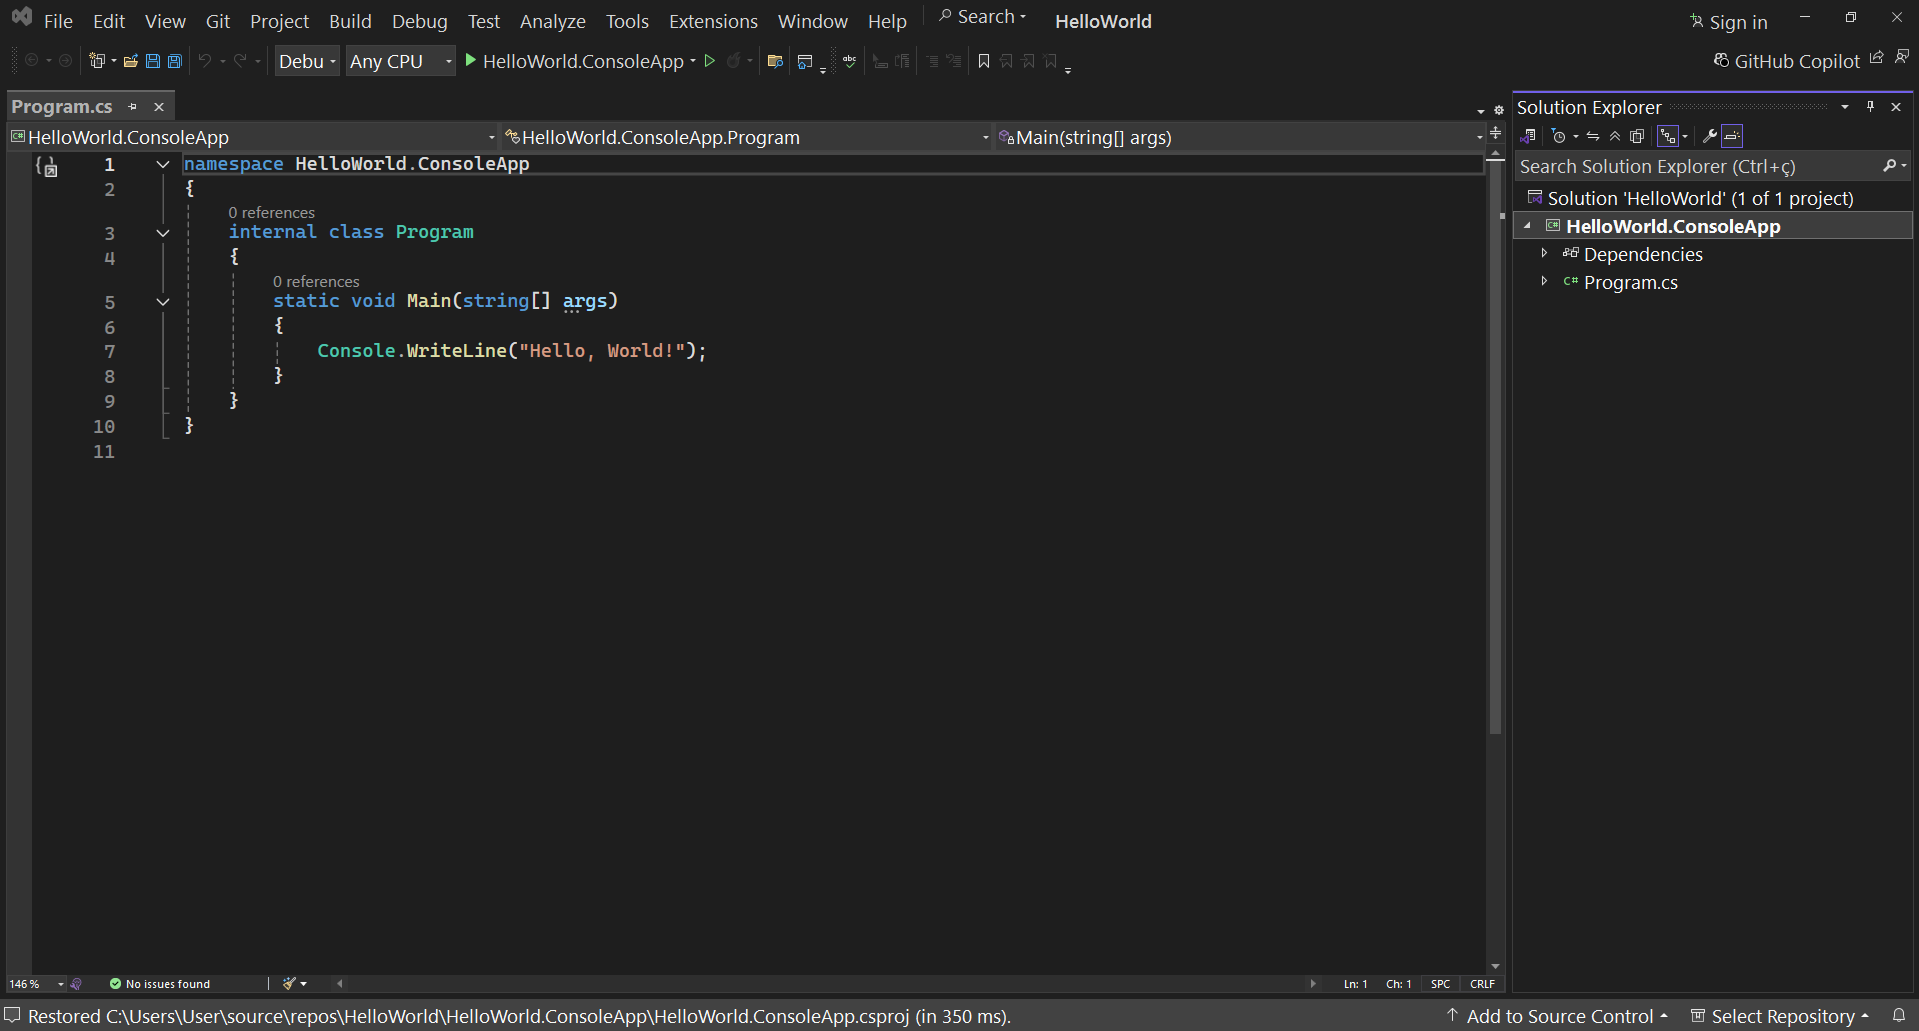 File Edit View Git Project Build Debug Test Analyze Tools Extensions Window Help Search HelloWorld Sign in
Debu Any CPU HelloWorld.ConsoleApp GitHub Copilot
Program.cs
HelloWorld.ConsoleApp HelloWorld.ConsoleApp.Program Main(string[] args)
1 namespace HelloWorld.ConsoleApp
2 {
0 references
3 internal class Program
4 {
0 references
5 static void Main(string[] args)
6 {
7 Console.WriteLine("Hello, World!");
8 }
9 }
10 }
11
146 % No issues found Ln: 1 Ch: 1 SPC CRLF
Solution Explorer
Search Solution Explorer (Ctrl+ç)
Solution 'HelloWorld' (1 of 1 project)
C# HelloWorld.ConsoleApp
Dependencies
C# Program.cs
Restored C:\Users\User\source\repos\HelloWorld\HelloWorld.ConsoleApp\HelloWorld.ConsoleApp.csproj (in 350 ms). Add to Source Control Select Repository